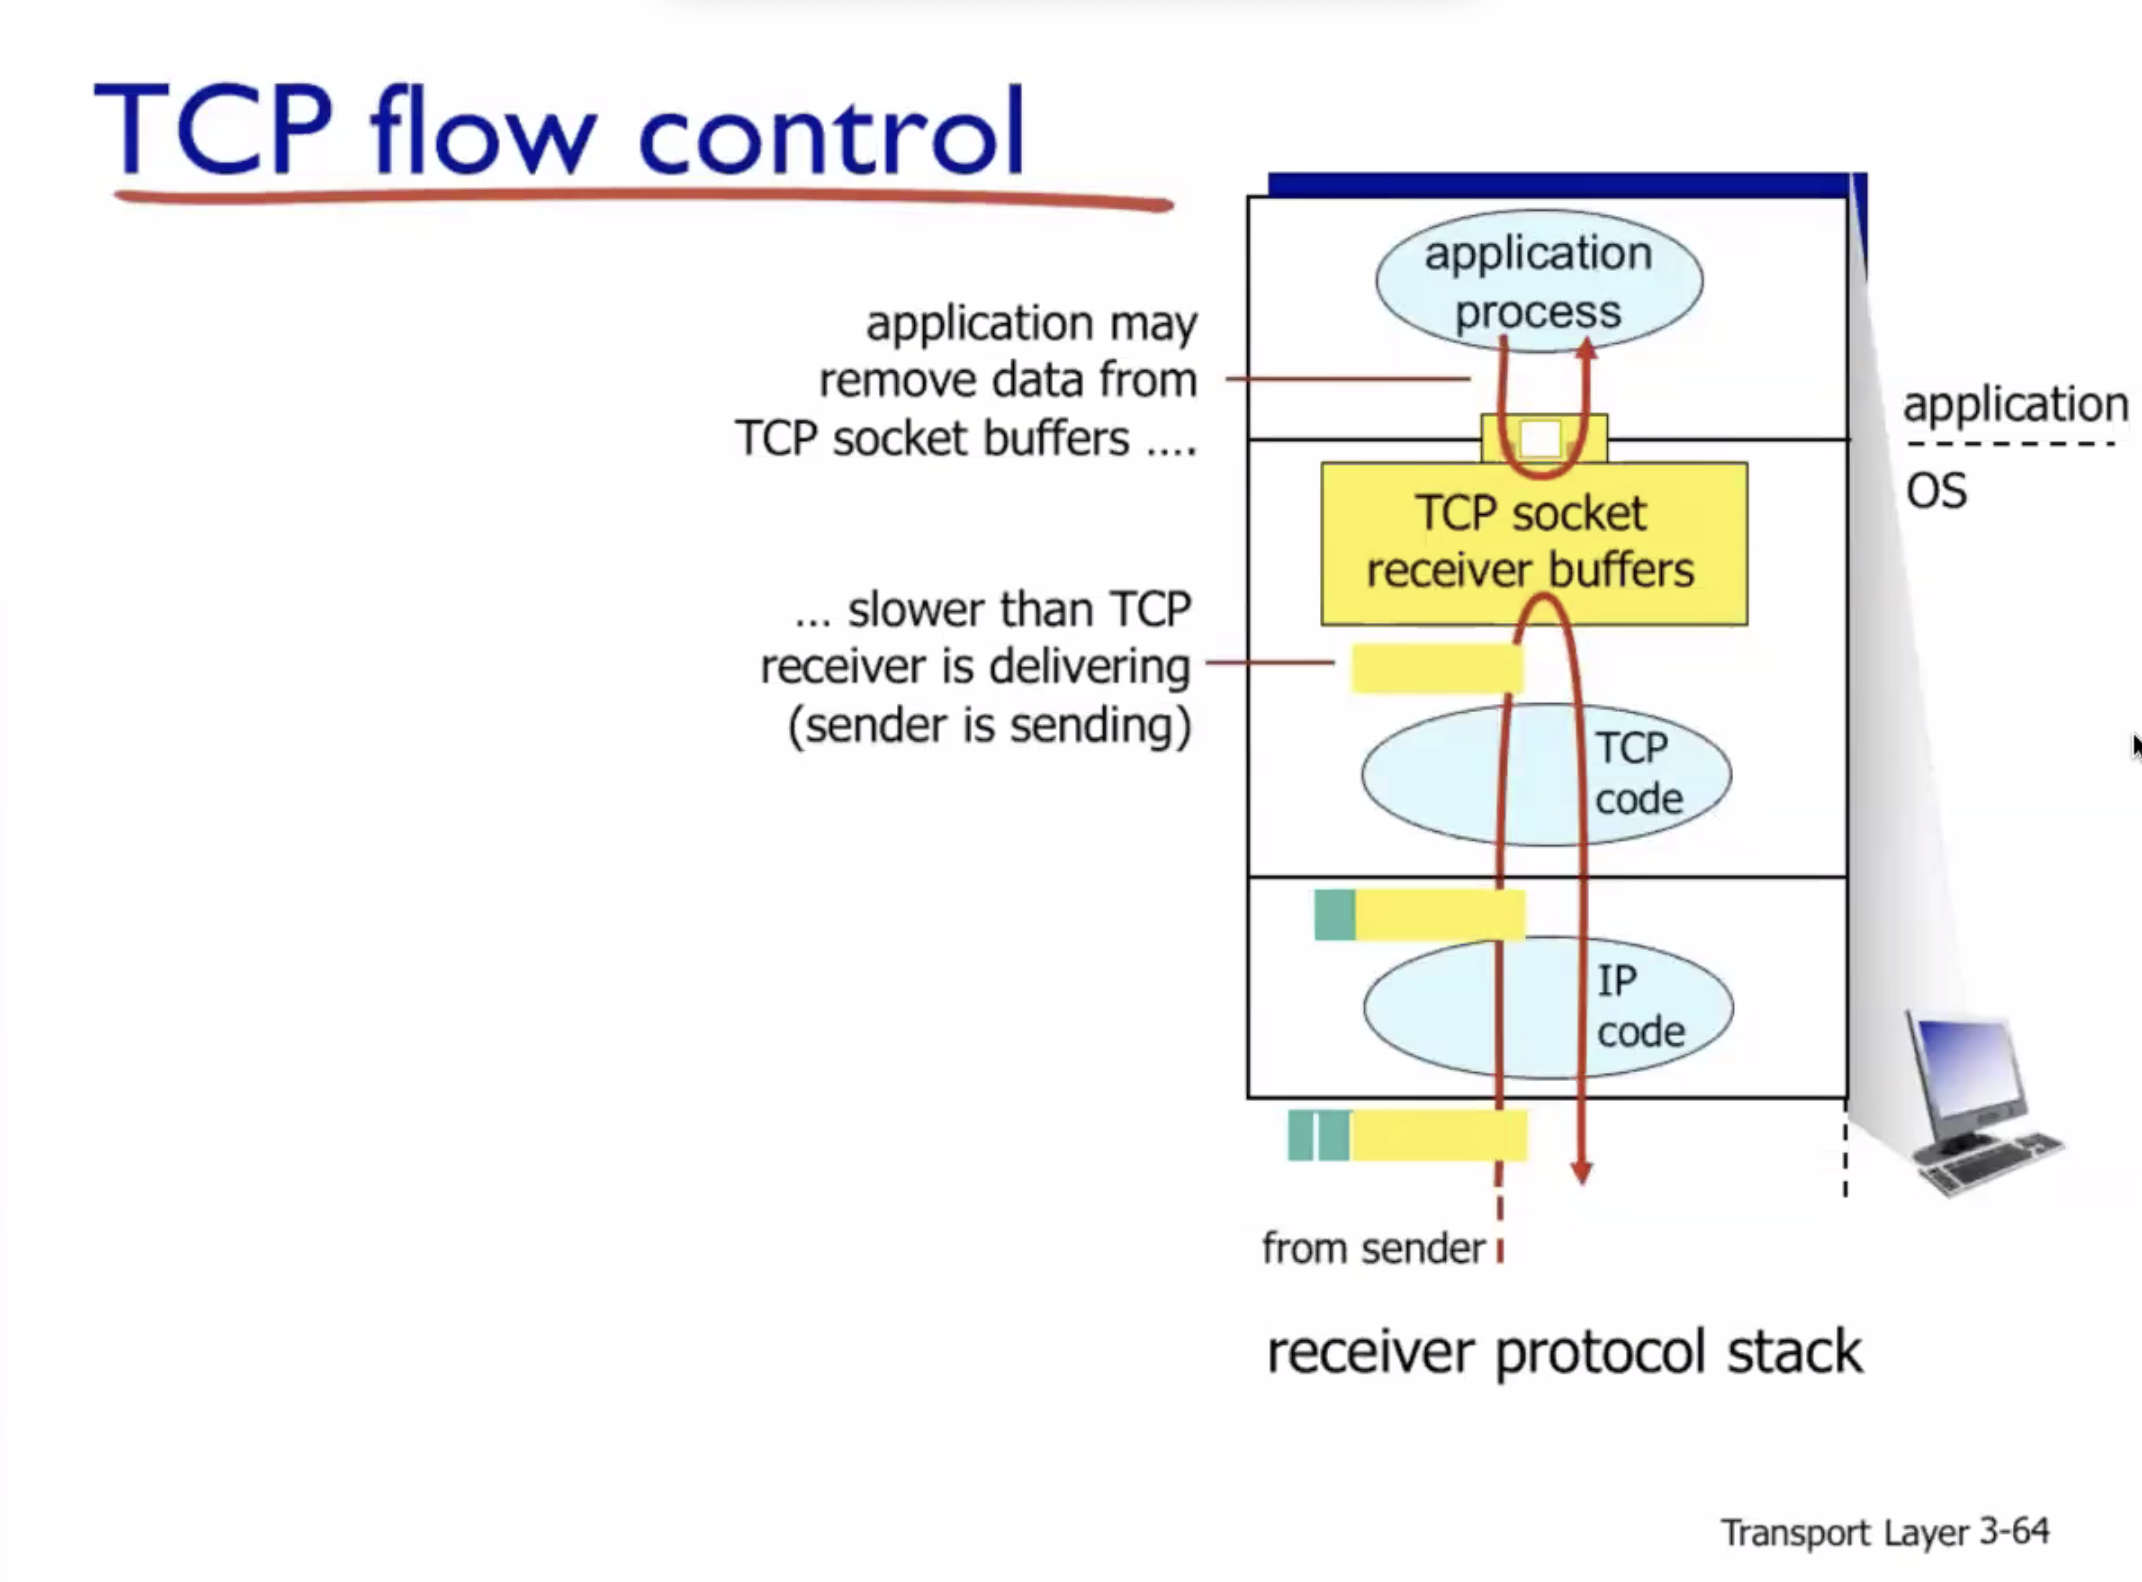 TCP flow control
application
process
application may
remove data from
TCP socket buffers ....
application
OS
TCP socket
receiver buffers
... slower than TCP
receiver is delivering
(sender is sending)
TCP
code
IP
code
from sender
receiver protocol stack
Transport Layer 3-64